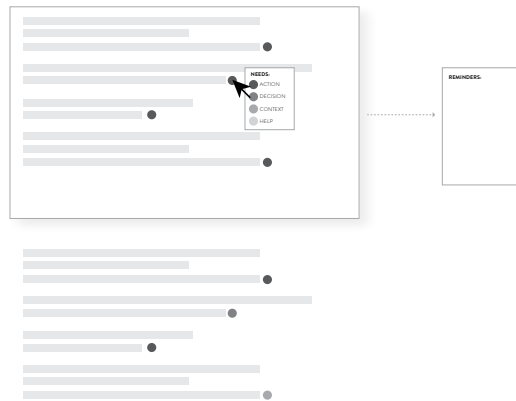 NEEDS:
ACTION
DECISION
CONTEXT
HELP
REMINDERS: